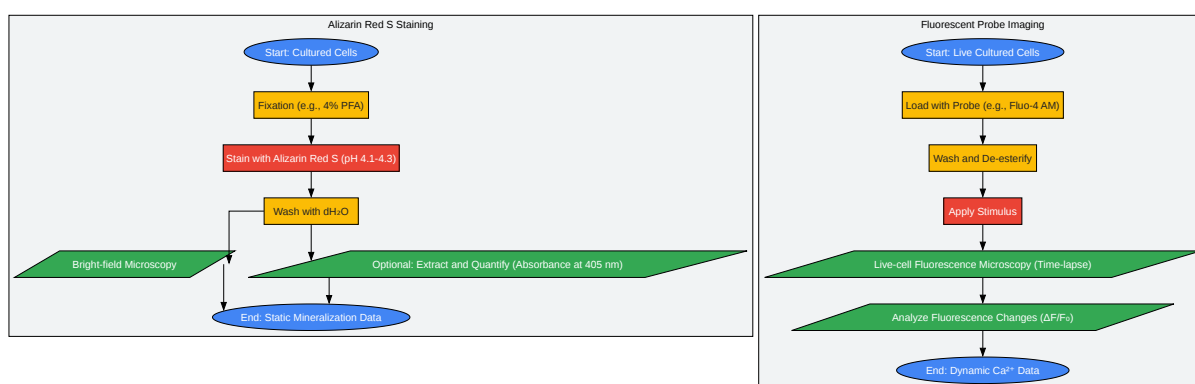 Alizarin Red S Staining
Start: Cultured Cells
Fixation (e.g., 4% PFA)
Stain with Alizarin Red S (pH 4.1-4.3)
Wash with dH₂O
Bright-field Microscopy
Optional: Extract and Quantify (Absorbance at 405 nm)
End: Static Mineralization Data
Fluorescent Probe Imaging
Start: Live Cultured Cells
Load with Probe (e.g., Fluo-4 AM)
Wash and De-esterify
Apply Stimulus
Live-cell Fluorescence Microscopy (Time-lapse)
Analyze Fluorescence Changes (ΔF/F₀)
End: Dynamic Ca²⁺ Data